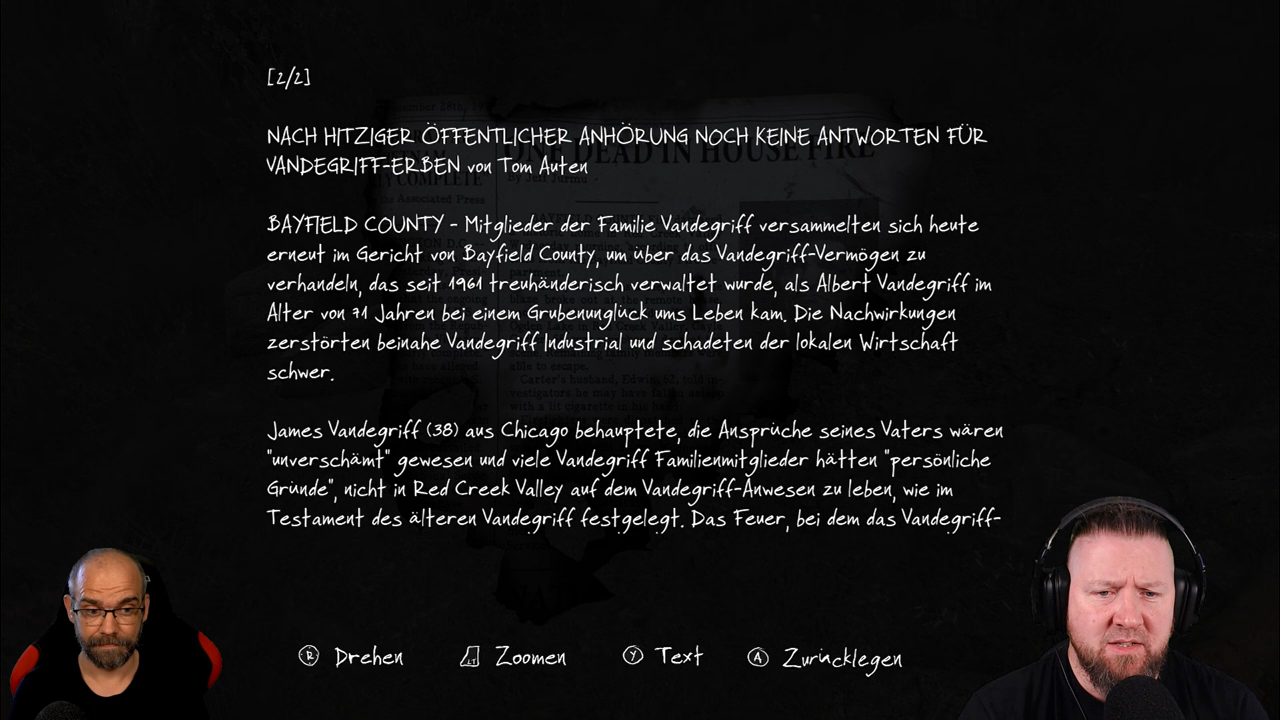 [2/2]
NACH HITZIGER ÖFFENTLICHER ANHÖRUNG NOCH KEINE ANTWORTEN FÜR
VANDEGRIFF-ERBEN von Tom Auten
BAYFIELD COUNTY - Mitglieder der Familie Vandegriff versammelten sich heute
erneut im Gericht von Bayfield County, um über das Vandegriff-Vermögen zu
verhandeln, das seit 1961 treuhänderisch verwaltet wurde, als Albert Vandegriff im
Alter von 71 Jahren bei einem Grubenunglück ums Leben kam. Die Nachwirkungen
zerstörten beinahe Vandegriff Industrial und schadeten der lokalen Wirtschaft
schwer.
James Vandegriff (38) aus Chicago behauptete, die Ansprüche seines Vaters wären
"unverschämt" gewesen und viele Vandegriff Familienmitglieder hätten "persönliche
Gründe", nicht in Red Creek Valley auf dem Vandegriff-Anwesen zu leben, wie im
Testament des älteren Vandegriff festgelegt. Das Feuer, bei dem das Vandegriff-
ONE DEAD IN HOUSE FIRE
R Drehen LT Zoomen Y Text A Zurücklegen